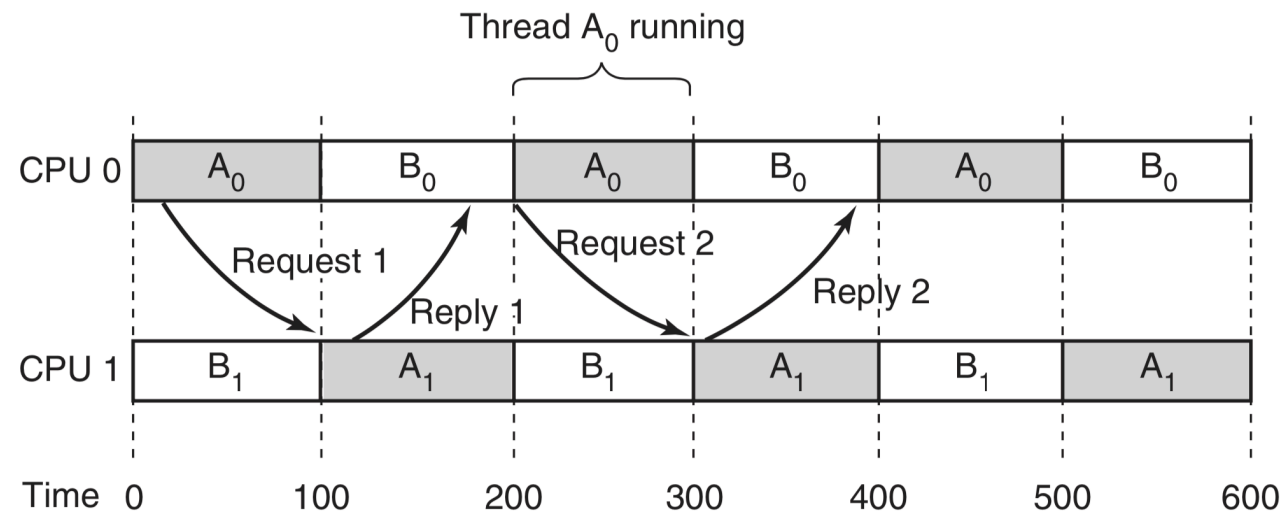 Thread A₀ running
CPU 0 A₀ B₀ A₀ B₀ A₀ B₀
Request 1 Reply 1 Request 2 Reply 2
CPU 1 B₁ A₁ B₁ A₁ B₁ A₁
Time 0 100 200 300 400 500 600